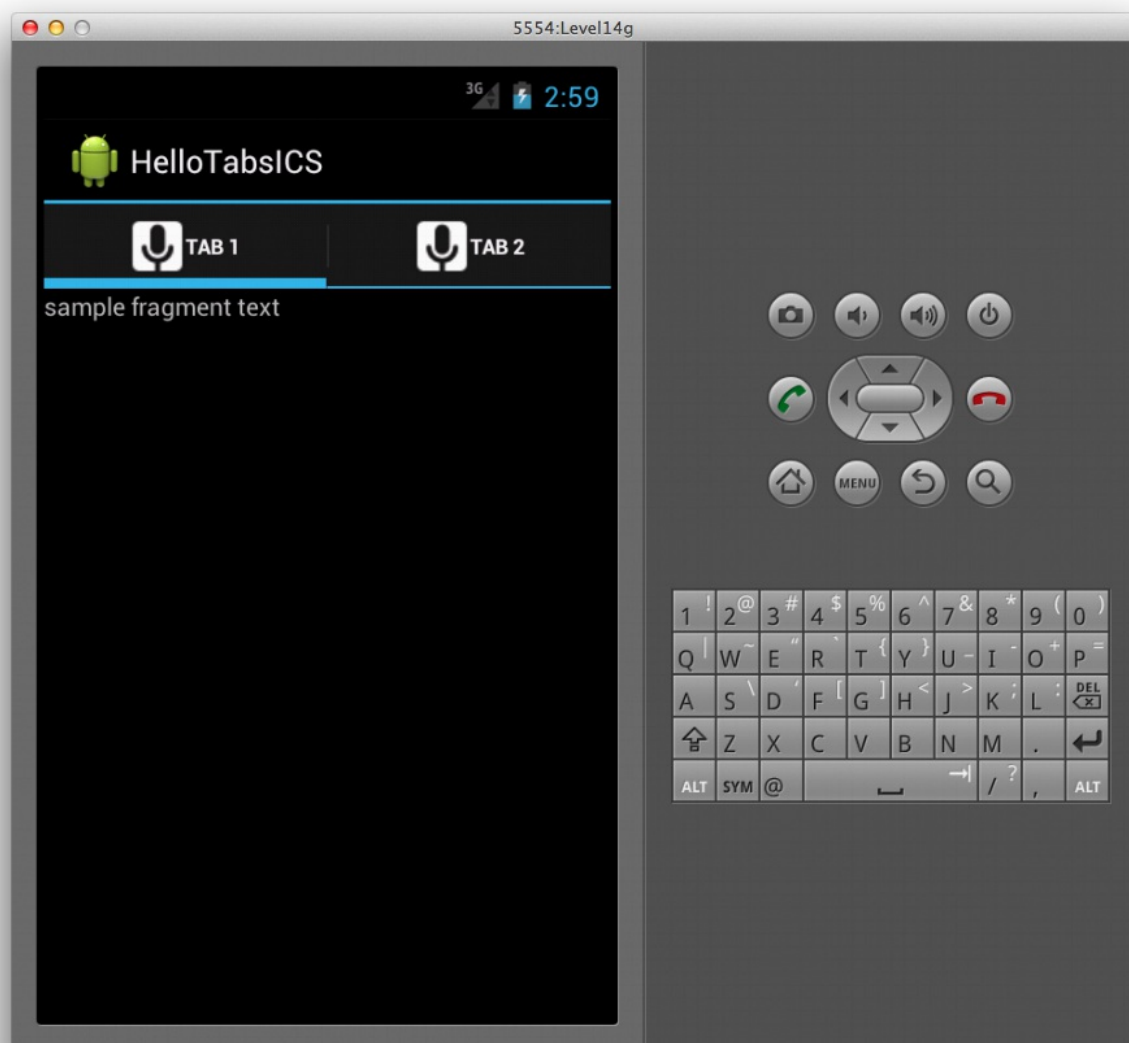 5554:Level14g
3G 2:59
HelloTabsICS
TAB 1 TAB 2
sample fragment text
MENU
1 ! 2 @ 3 # 4 $ 5 % 6 ^ 7 & 8 * 9 ( 0 )
Q | W ~ E “ R ` T { Y } U _ I - O + P =
A S \ D ‘ F [ G ] H < J > K ; L : DEL
Z X C V B N M .
ALT SYM @ / ? , ALT